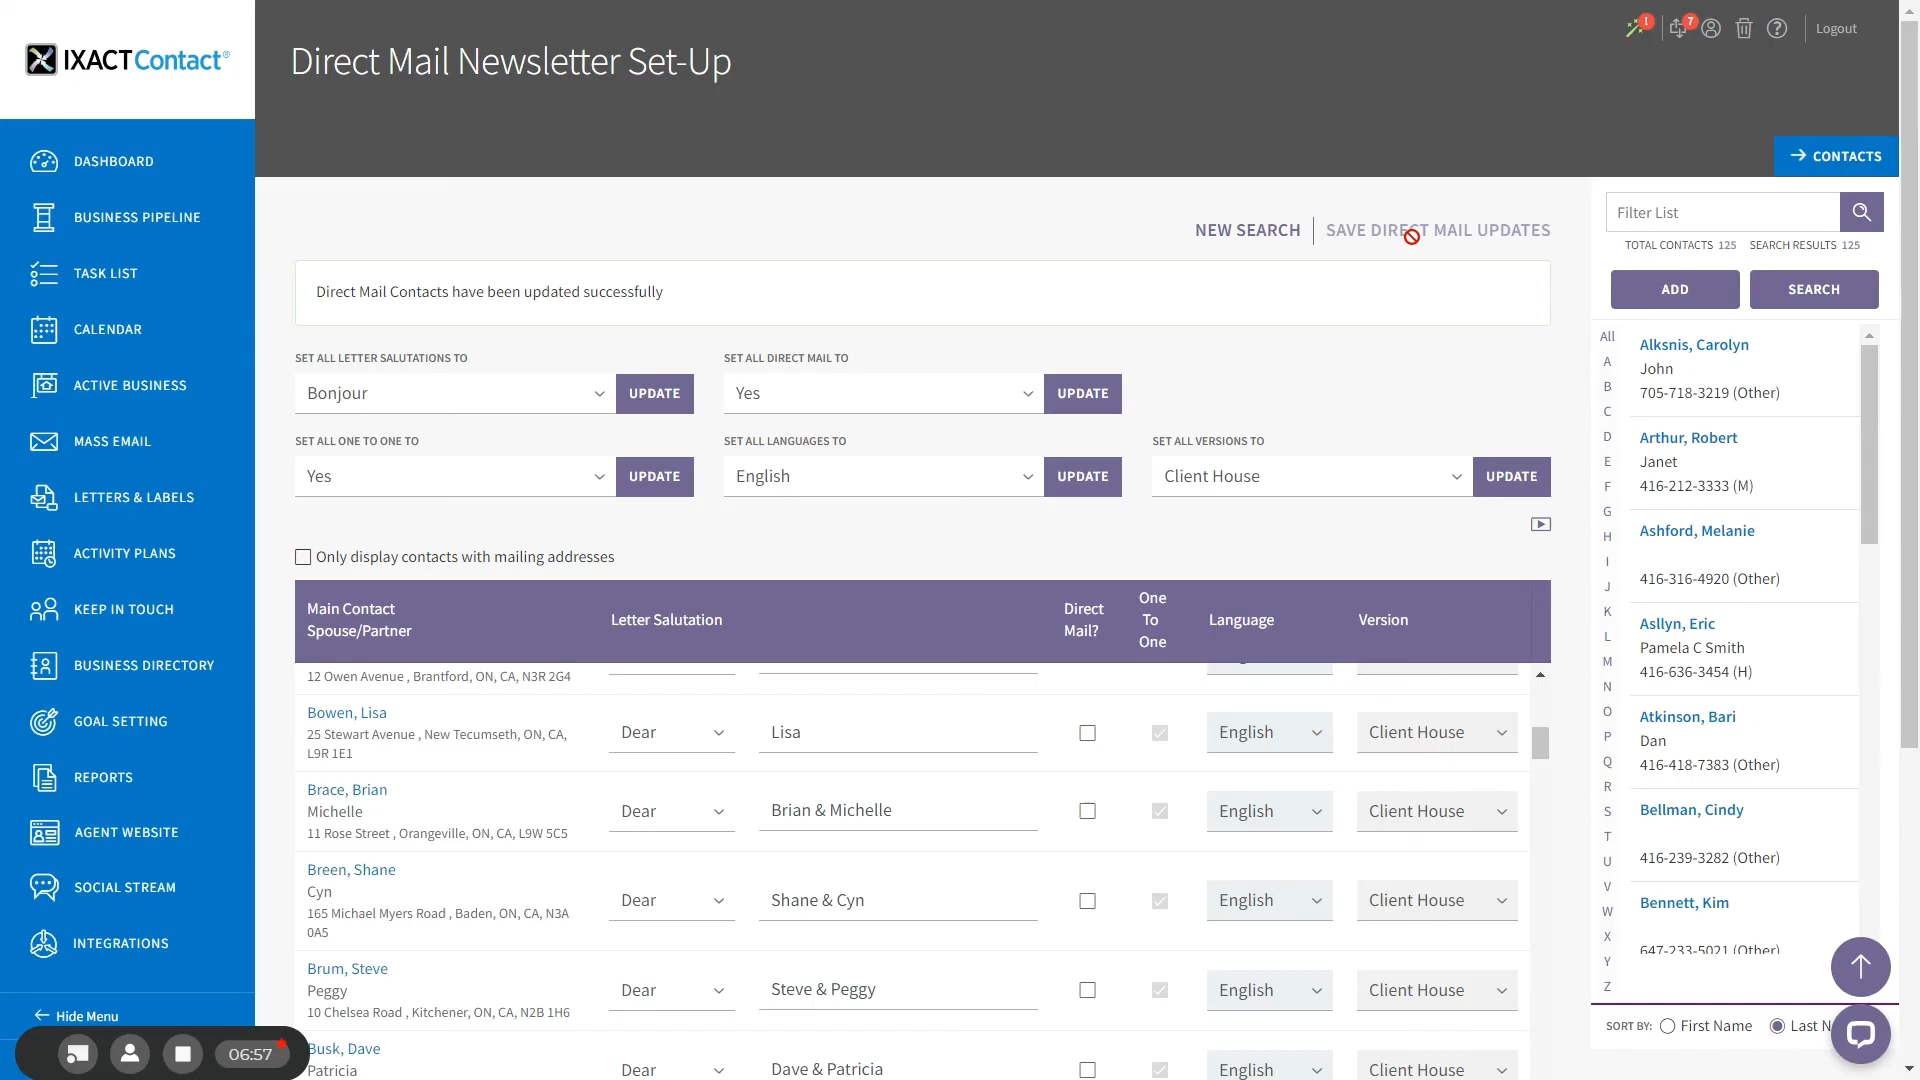 IXACTContact®
Direct Mail Newsletter Set-Up
!
7
Logout
CONTACTS
DASHBOARD
BUSINESS PIPELINE
TASK LIST
CALENDAR
ACTIVE BUSINESS
MASS EMAIL
LETTERS & LABELS
ACTIVITY PLANS
KEEP IN TOUCH
BUSINESS DIRECTORY
GOAL SETTING
REPORTS
AGENT WEBSITE
SOCIAL STREAM
INTEGRATIONS
Hide Menu
06:57
NEW SEARCH
SAVE DIRECT MAIL UPDATES
Direct Mail Contacts have been updated successfully
SET ALL LETTER SALUTATIONS TO
Bonjour
UPDATE
SET ALL DIRECT MAIL TO
Yes
UPDATE
SET ALL ONE TO ONE TO
Yes
UPDATE
SET ALL LANGUAGES TO
English
UPDATE
SET ALL VERSIONS TO
Client House
UPDATE
Only display contacts with mailing addresses
Main Contact
Spouse/Partner
Letter Salutation
Direct
Mail?
One
To
One
Language
Version
12 Owen Avenue , Brantford, ON, CA, N3R 2G4
Bowen, Lisa
25 Stewart Avenue , New Tecumseth, ON, CA,
L9R 1E1
Dear
Lisa
English
Client House
Brace, Brian
Michelle
11 Rose Street , Orangeville, ON, CA, L9W 5C5
Dear
Brian & Michelle
English
Client House
Breen, Shane
Cyn
165 Michael Myers Road , Baden, ON, CA, N3A
0A5
Dear
Shane & Cyn
English
Client House
Brum, Steve
Peggy
10 Chelsea Road , Kitchener, ON, CA, N2B 1H6
Dear
Steve & Peggy
English
Client House
Busk, Dave
Patricia
Dear
Dave & Patricia
English
Client House
Filter List
TOTAL CONTACTS 125 SEARCH RESULTS 125
ADD
SEARCH
All
A
B
C
D
E
F
G
H
I
J
K
L
M
N
O
P
Q
R
S
T
U
V
W
X
Y
Z
Alksnis, Carolyn
John
705-718-3219 (Other)
Arthur, Robert
Janet
416-212-3333 (M)
Ashford, Melanie
416-316-4920 (Other)
Asllyn, Eric
Pamela C Smith
416-636-3454 (H)
Atkinson, Bari
Dan
416-418-7383 (Other)
Bellman, Cindy
416-239-3282 (Other)
Bennett, Kim
647-233-5021 (Other)
SORT BY: First Name Last N